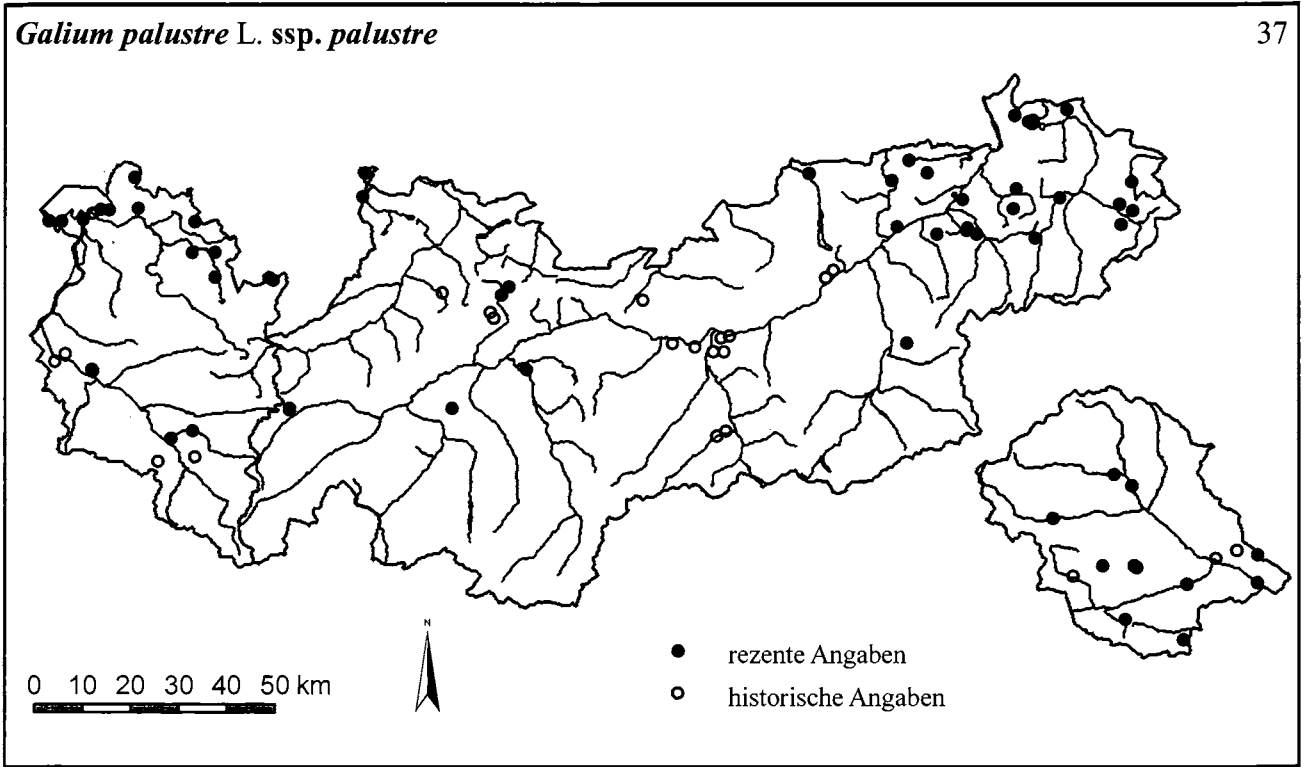 Galium palustre L. ssp. palustre 37
N
rezente Angaben
historische Angaben
0 10 20 30 40 50 km